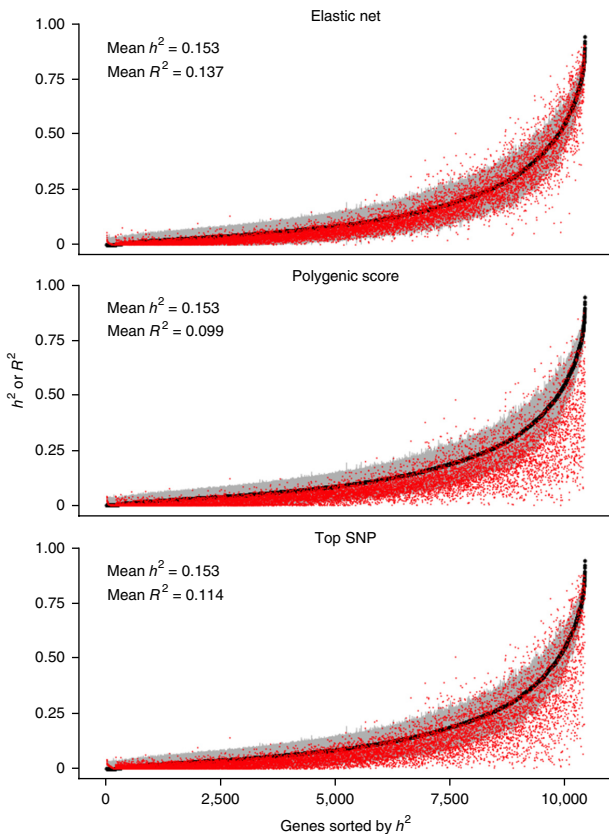 Elastic net
1.00
Mean h² = 0.153
Mean R² = 0.137
0.75
0.50
0.25
0
Polygenic score
1.00
Mean h² = 0.153
Mean R² = 0.099
0.75
h² or R²
0.50
0.25
0
Top SNP
1.00
Mean h² = 0.153
Mean R² = 0.114
0.75
0.50
0.25
0
0 2,500 5,000 7,500 10,000
Genes sorted by h²